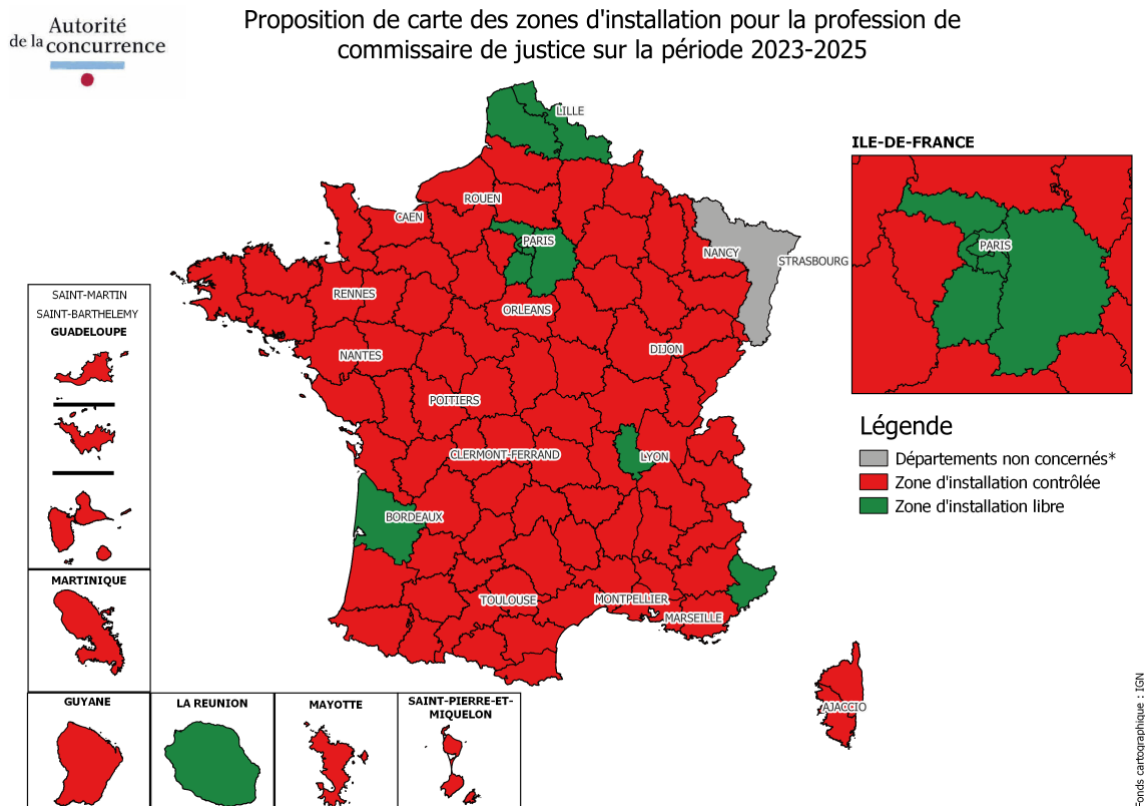 Autorité
de la concurrence
Proposition de carte des zones d'installation pour la profession de
commissaire de justice sur la période 2023-2025
LILLE
ROUEN
CAEN
PARIS
NANCY
STRASBOURG
RENNES
ORLEANS
NANTES
DIJON
POITIERS
CLERMONT-FERRAND
LYON
BORDEAUX
TOULOUSE
MONTPELLIER
MARSEILLE
AJACCIO
ILE-DE-FRANCE
PARIS
Légende
Départements non concernés*
Zone d'installation contrôlée
Zone d'installation libre
SAINT-MARTIN
SAINT-BARTHELEMY
GUADELOUPE
MARTINIQUE
GUYANE
LA REUNION
MAYOTTE
SAINT-PIERRE-ET-
MIQUELON
Fonds cartographique : IGN